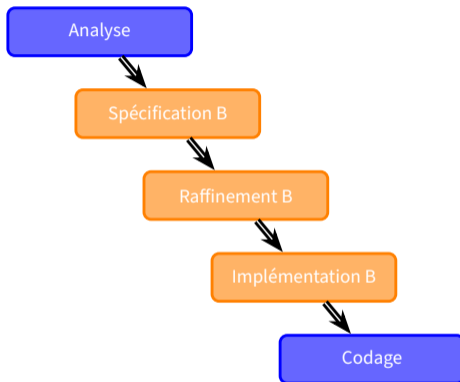 Analyse
Spécification B
Raffinement B
Implémentation B
Codage